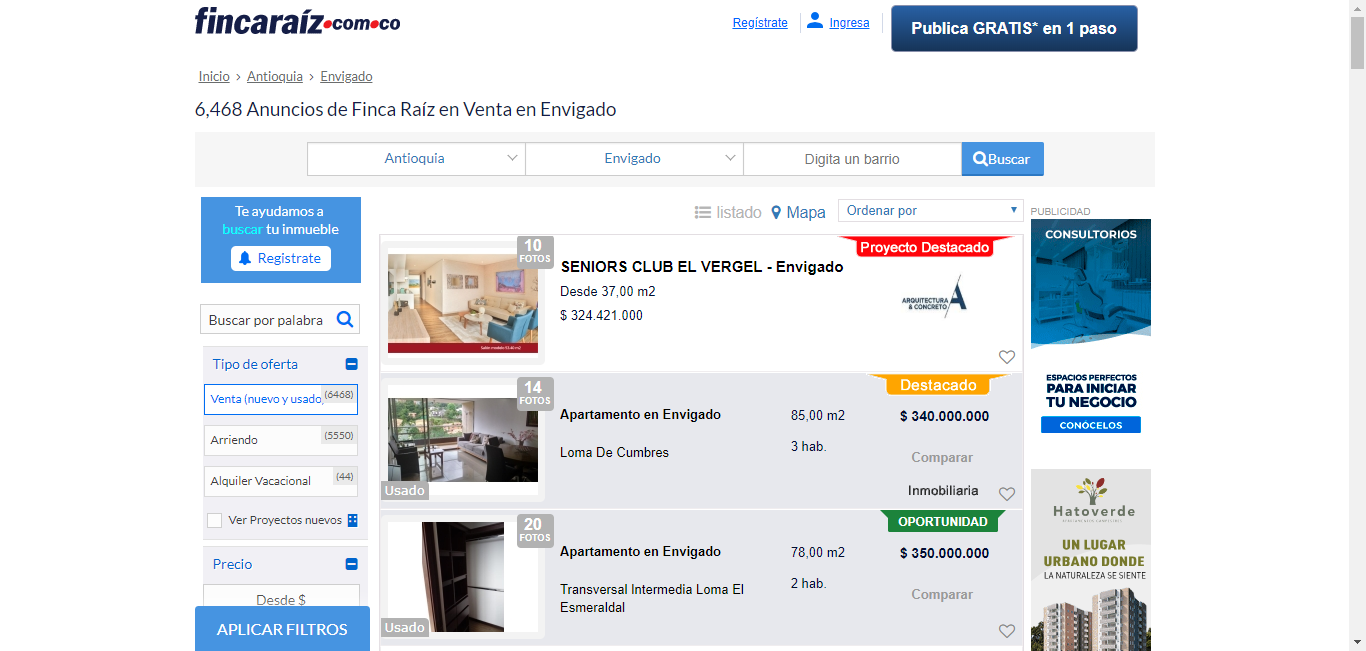 fincaraíz.com.co
Regístrate
Ingresa
Publica GRATIS* en 1 paso
Inicio › Antioquia › Envigado
6,468 Anuncios de Finca Raíz en Venta en Envigado
Antioquia
Envigado
Digita un barrio
Buscar
Te ayudamos a
buscar tu inmueble
Registrate
Buscar por palabra
Tipo de oferta
Venta (nuevo y usado)
(6468)
Arriendo
(5550)
Alquiler Vacacional
(44)
Ver Proyectos nuevos
Precio
Desde $
APLICAR FILTROS
listado
Mapa
Ordenar por
10
FOTOS
Proyecto Destacado
SENIORS CLUB EL VERGEL - Envigado
Desde 37,00 m2
$ 324.421.000
ARQUITECTURA
& CONCRETO
14
FOTOS
Usado
Destacado
Apartamento en Envigado
85,00 m2
$ 340.000.000
Loma De Cumbres
3 hab.
Comparar
Inmobiliaria
20
FOTOS
Usado
OPORTUNIDAD
Apartamento en Envigado
78,00 m2
$ 350.000.000
Transversal Intermedia Loma El
Esmeraldal
2 hab.
Comparar
PUBLICIDAD
CONSULTORIOS
ESPACIOS PERFECTOS
PARA INICIAR
TU NEGOCIO
CONÓCELOS
Hatoverde
UN LUGAR
URBANO DONDE
LA NATURALEZA SE SIENTE